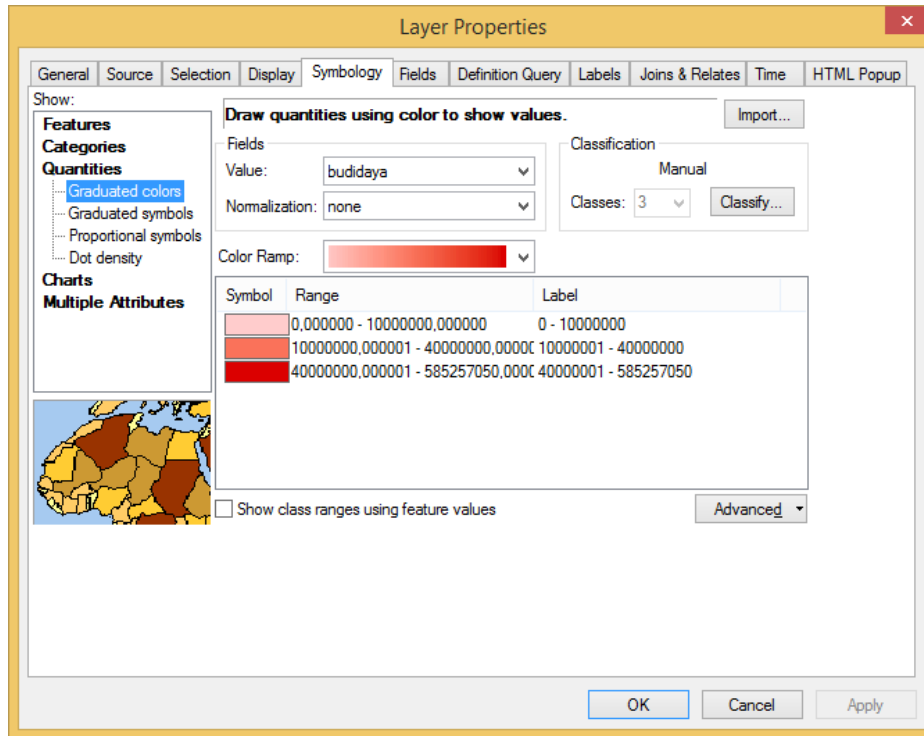 Layer Properties
General Source Selection Display Symbology Fields Definition Query Labels Joins & Relates Time HTML Popup
Show:
Features
Categories
Quantities
Graduated colors
Graduated symbols
Proportional symbols
Dot density
Charts
Multiple Attributes
Draw quantities using color to show values.
Import...
Fields
Value: budidaya
Normalization: none
Classification
Manual
Classes: 3 Classify...
Color Ramp:
Symbol Range Label
0,000000 - 10000000,000000 0 - 10000000
10000000,000001 - 40000000,0000 10000001 - 40000000
40000000,000001 - 585257050,000 40000001 - 585257050
Show class ranges using feature values
Advanced
OK Cancel Apply